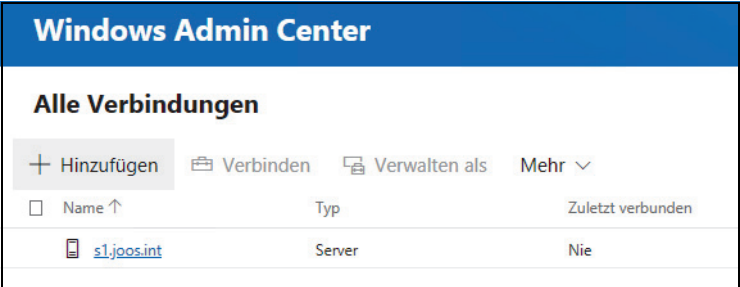 Windows Admin Center
Alle Verbindungen
Hinzufügen Verbinden Verwalten als Mehr
Name Typ Zuletzt verbunden
s1.joos.int Server Nie